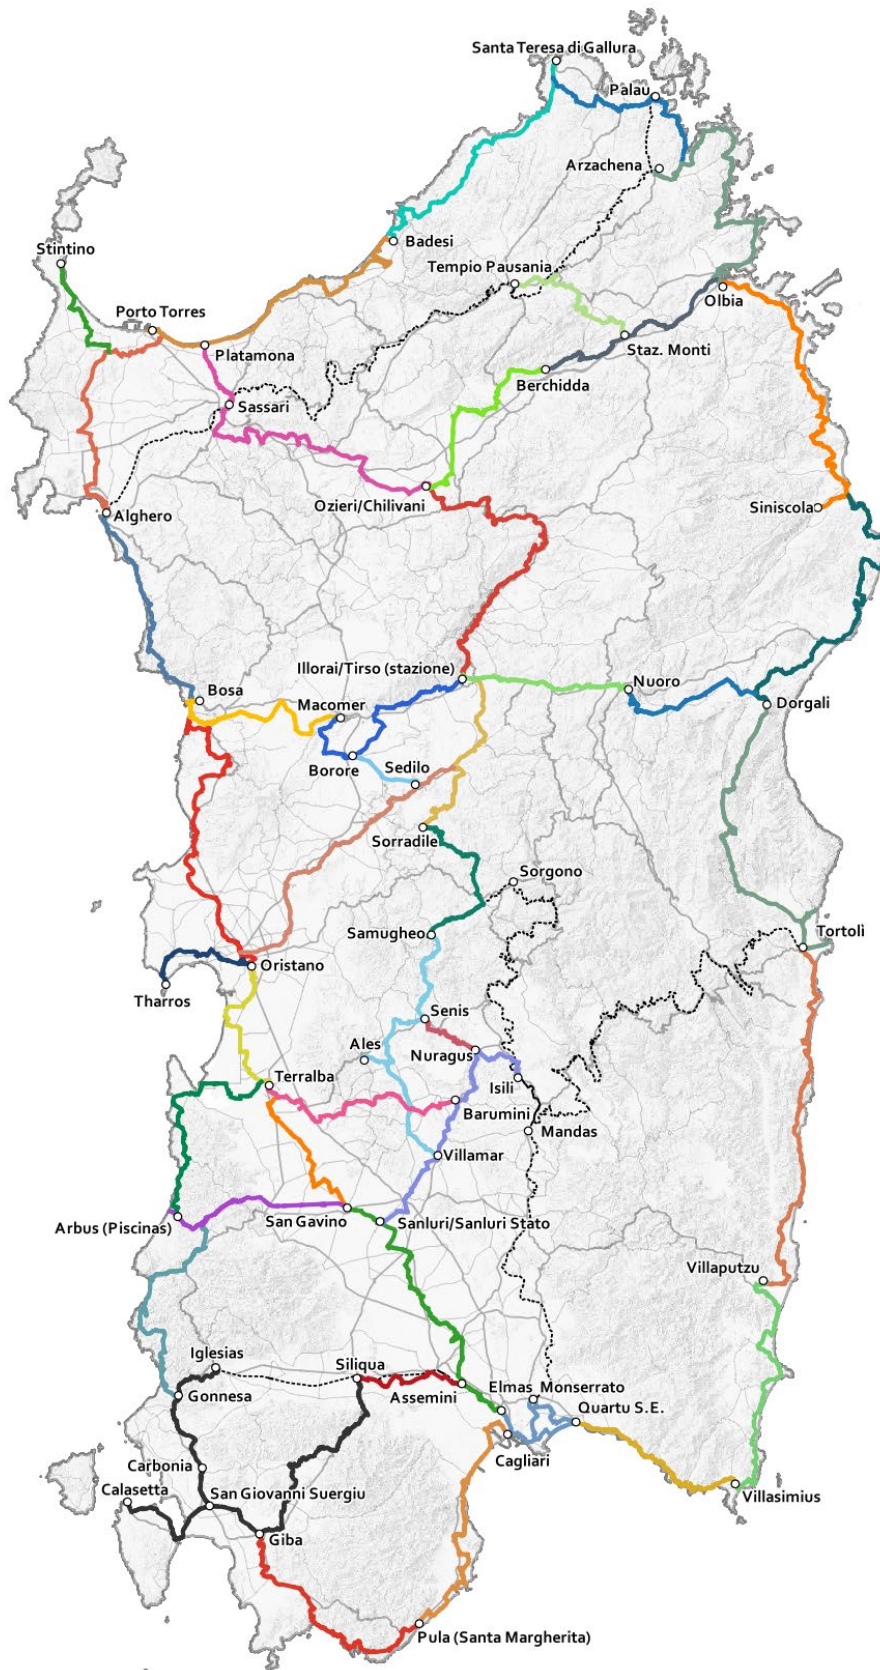 Santa Teresa di Gallura
Palau
Arzachena
Badesi
Stintino
Tempio Pausania
Olbia
Porto Torres
Platamona
Staz. Monti
Berchidda
Sassari
Ozieri/Chilivani
Siniscola
Alghero
Illorai/Tirso (stazione)
Nuoro
Bosa
Macomer
Dorgali
Borore
Sedilo
Sorradile
Sorgono
Samugheo
Tortolì
Oristano
Tharros
Senis
Ales
Nuragus
Terralba
Isili
Barumini
Mandas
Villamar
Arbus (Piscinas)
San Gavino
Sanluri/Sanluri Stato
Villaputzu
Iglesias
Siliqua
Gonnesa
Assemini
Elmas
Monserrato
Quartu S.E.
Cagliari
Carbonia
Calasetta
San Giovanni Suergiu
Villasimius
Giba
Pula (Santa Margherita)